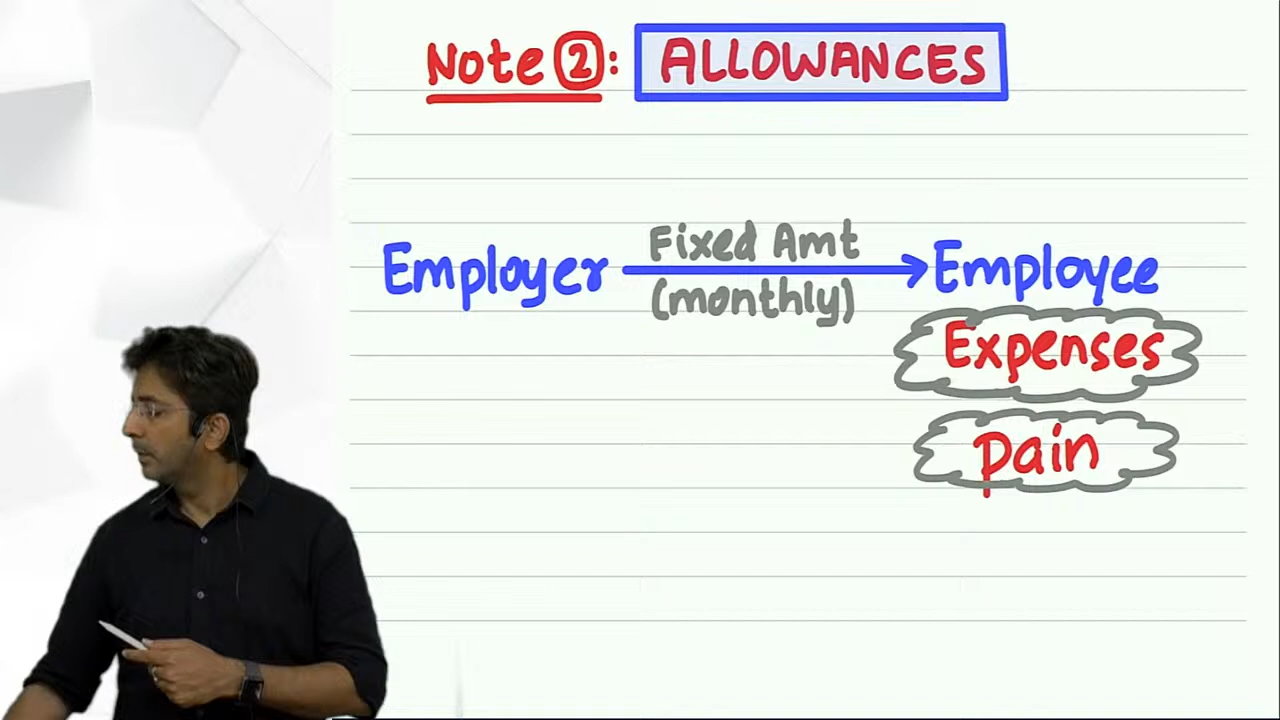 Note ②: ALLOWANCES
Employer Fixed Amt (monthly) → Employee
Expenses
pain